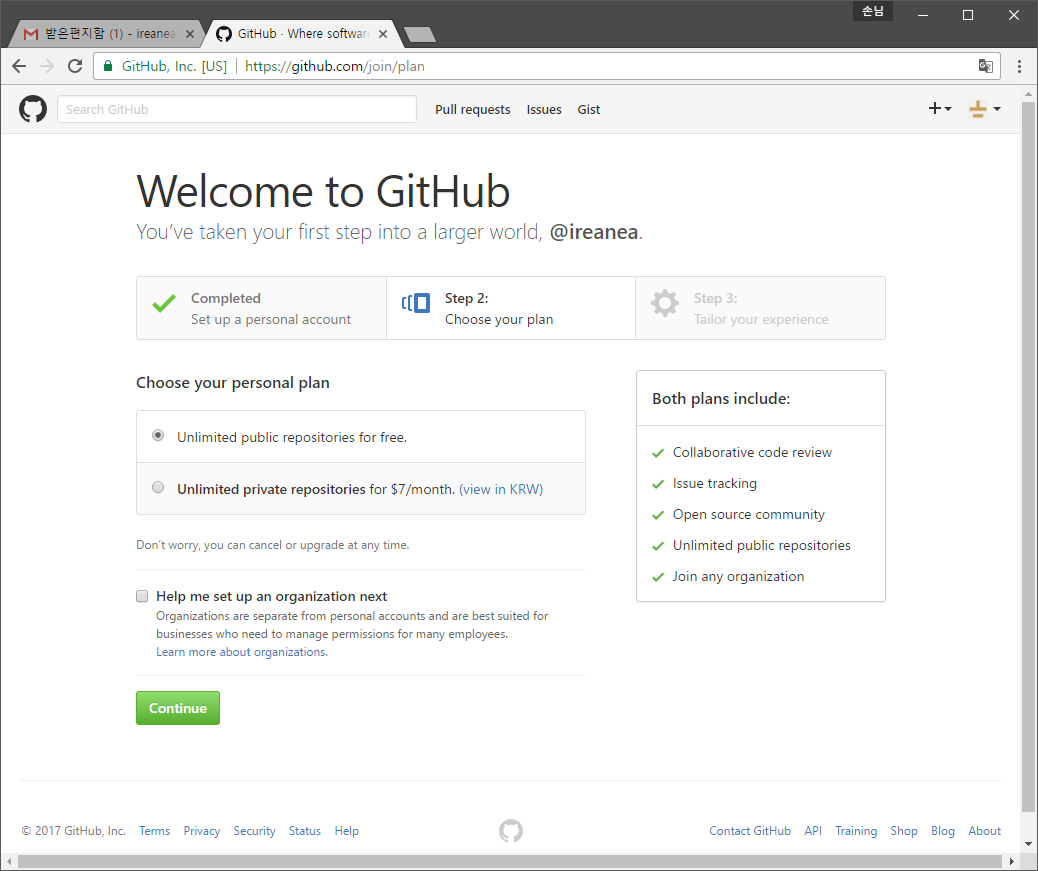 손님
받은편지함 (1) - ireanea
GitHub · Where software
GitHub, Inc. [US] https://github.com/join/plan
Search GitHub Pull requests Issues Gist
Welcome to GitHub
You’ve taken your first step into a larger world, @ireanea.
Completed
Set up a personal account
Step 2:
Choose your plan
Step 3:
Tailor your experience
Choose your personal plan
Unlimited public repositories for free.
Unlimited private repositories for $7/month. (view in KRW)
Don’t worry, you can cancel or upgrade at any time.
Help me set up an organization next
Organizations are separate from personal accounts and are best suited for
businesses who need to manage permissions for many employees.
Learn more about organizations.
Continue
Both plans include:
Collaborative code review
Issue tracking
Open source community
Unlimited public repositories
Join any organization
© 2017 GitHub, Inc. Terms Privacy Security Status Help Contact GitHub API Training Shop Blog About